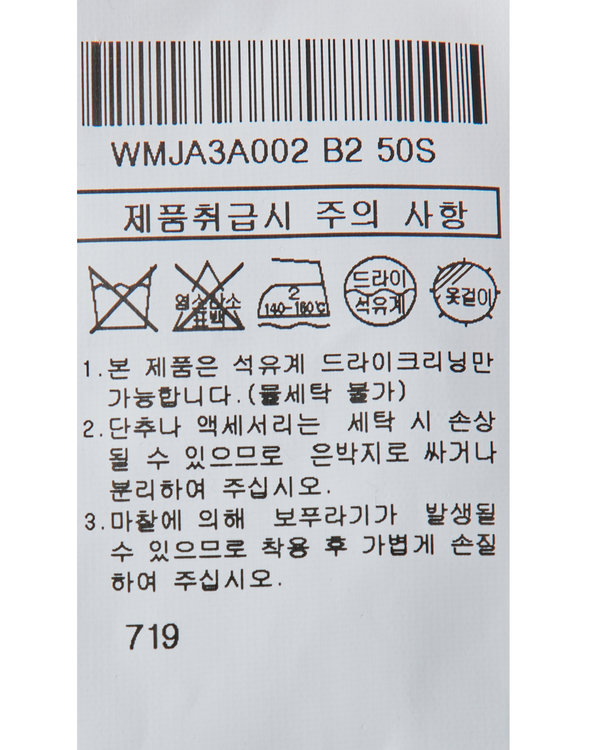 WMJA3A002 B2 50S
제품취급시 주의 사항
염소 산소
표백
2
140~160℃
드라이
석유계
옷걸이
1.본 제품은 석유계 드라이크리닝만
가능합니다.(물세탁 불가)
2.단추나 액세서리는 세탁 시 손상
될 수 있으므로 은박지로 싸거나
분리하여 주십시오.
3.마찰에 의해 보푸라기가 발생될
수 있으므로 착용 후 가볍게 손질
하여 주십시오.
719